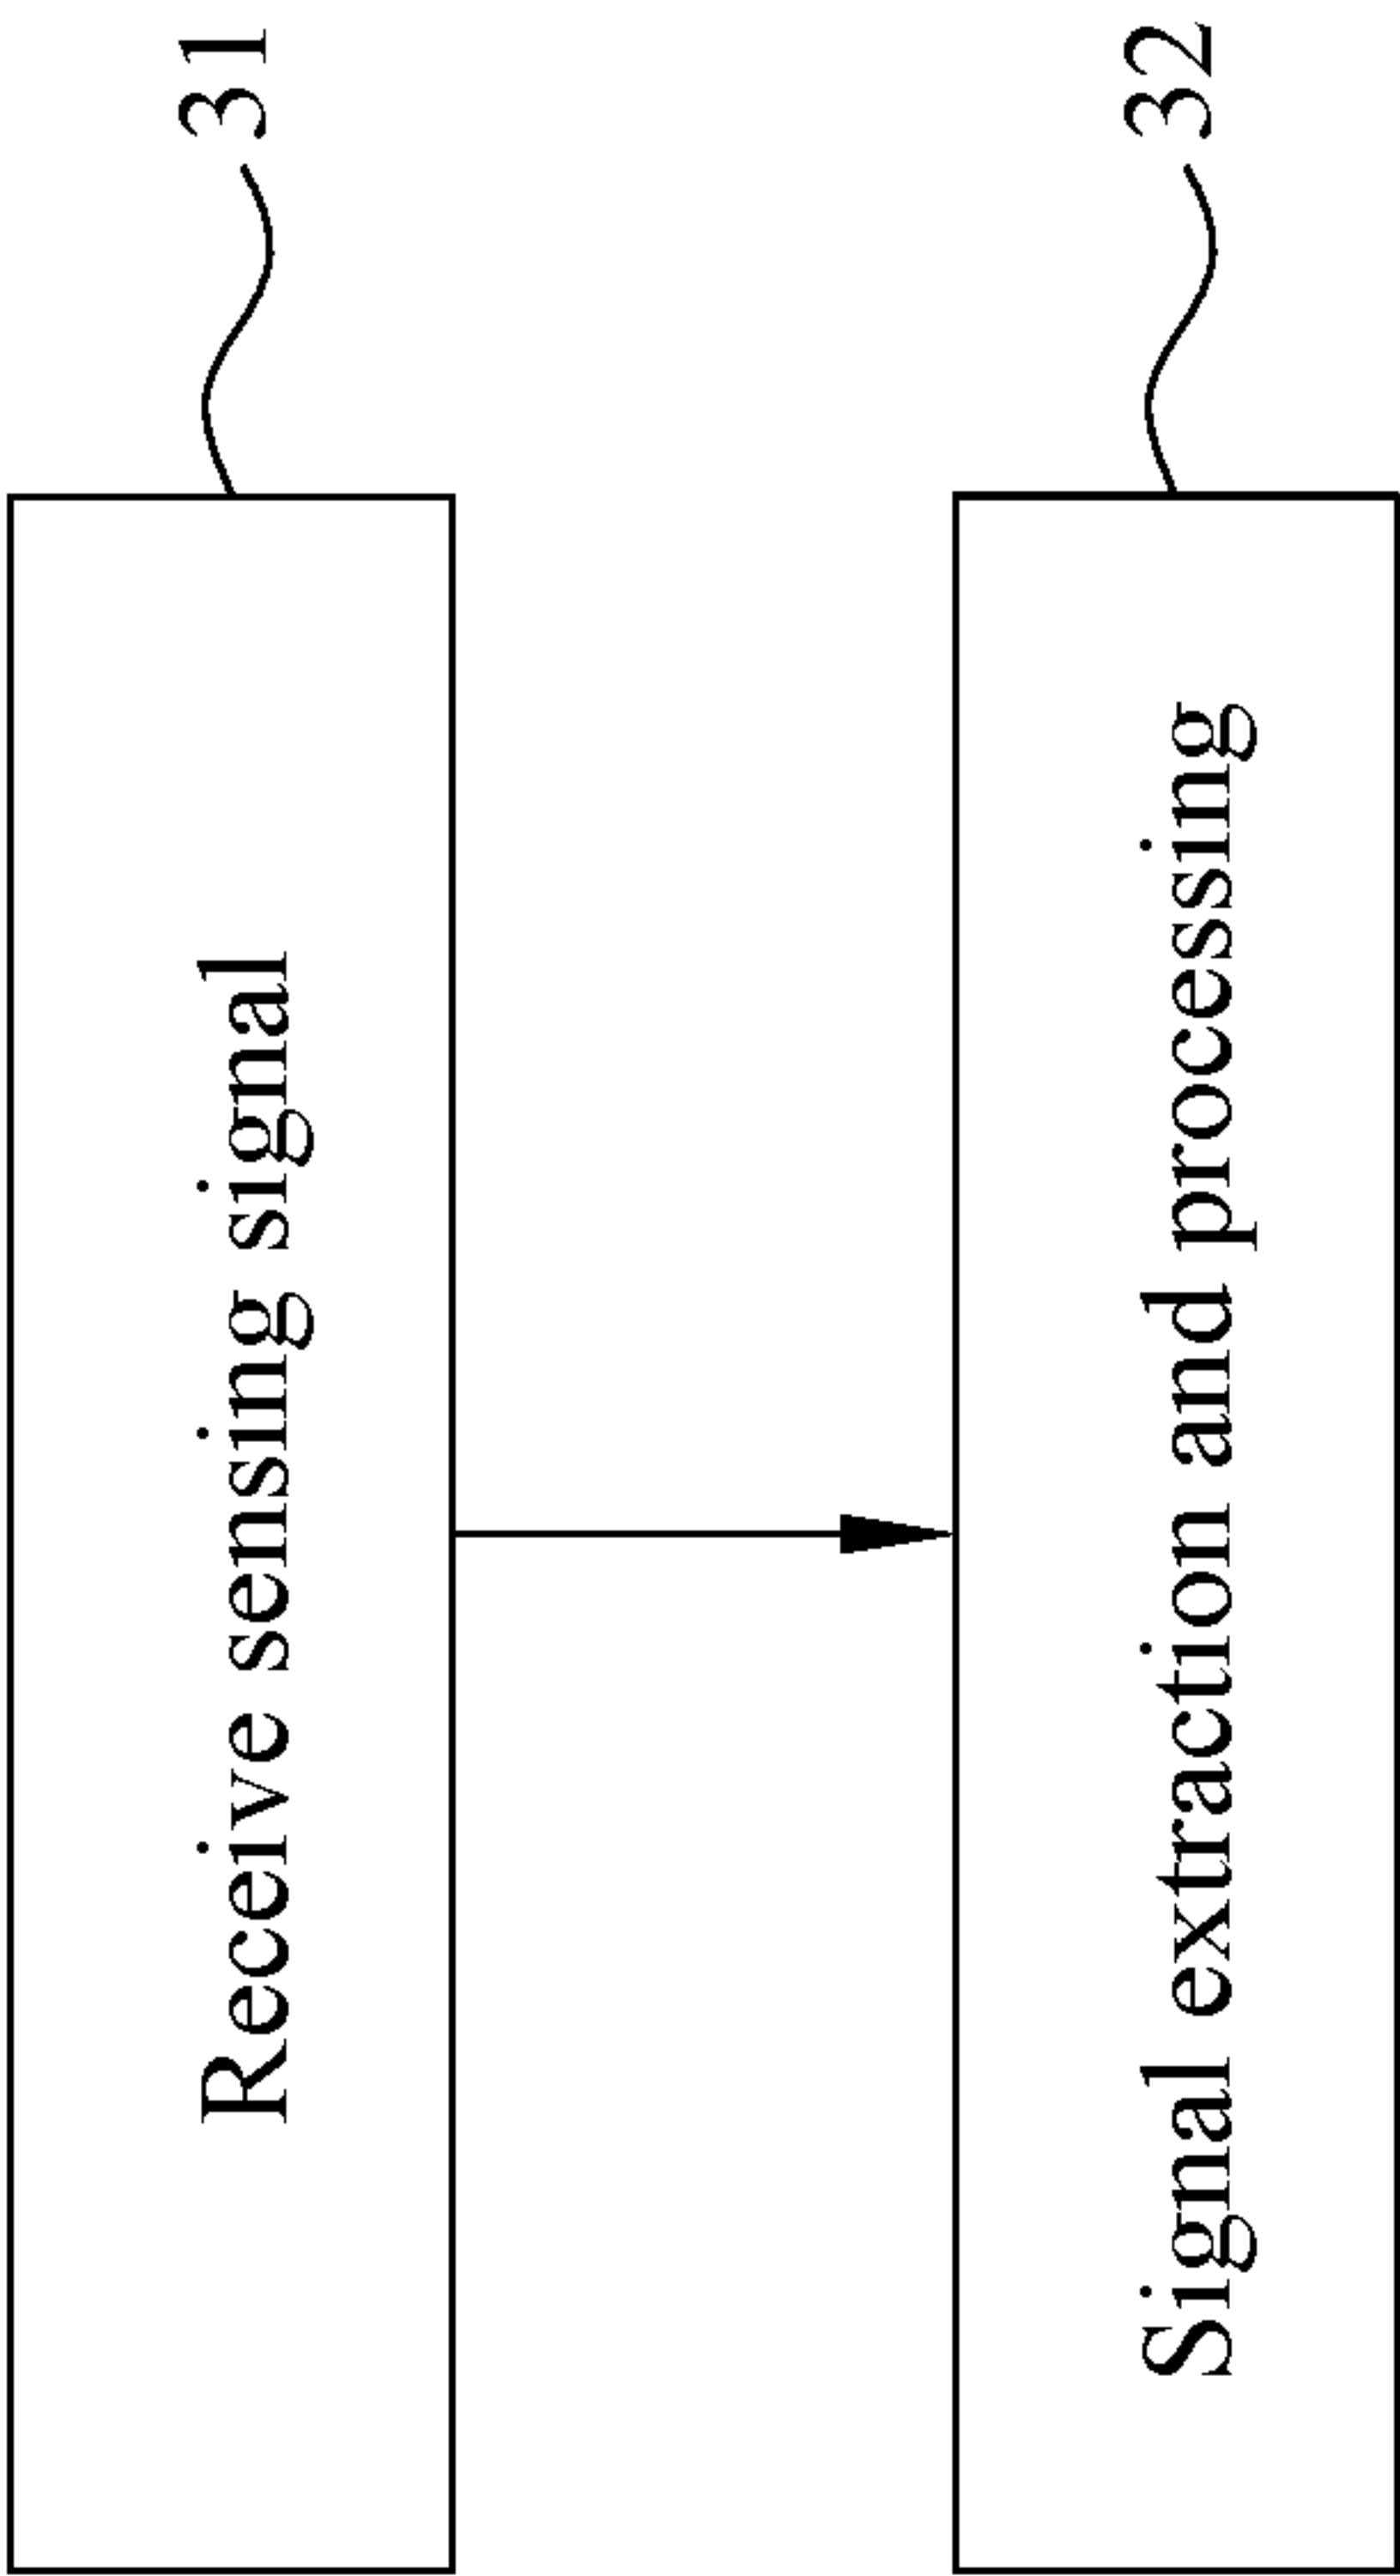 Receive sensing signal
31
Signal extraction and processing
32